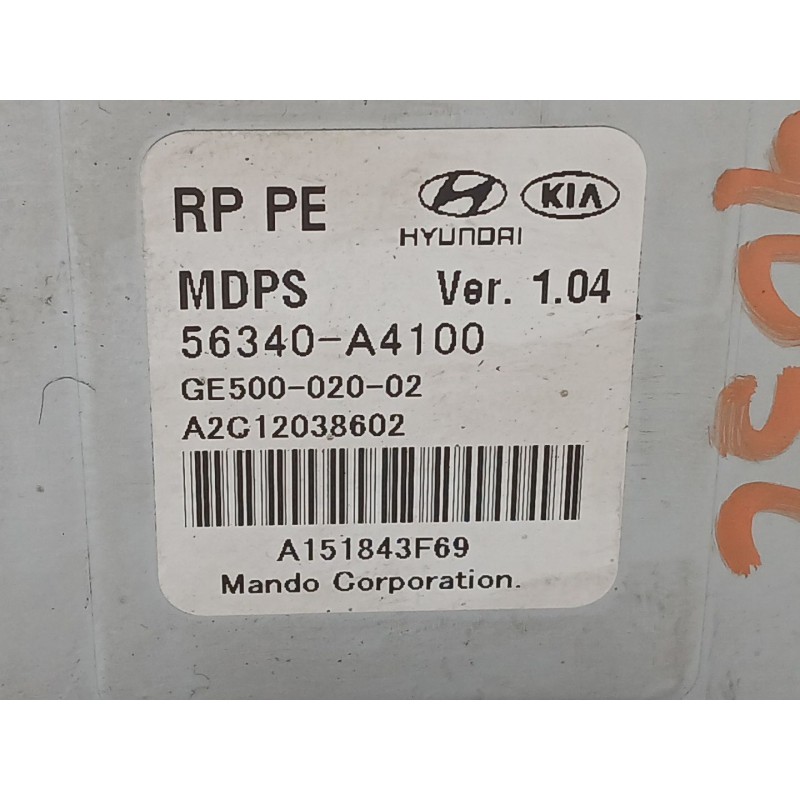 RP PE
HYUNDAI KIA
MDPS Ver. 1.04
56340-A4100
GE500-020-02
A2C12038602
A151843F69
Mando Corporation.